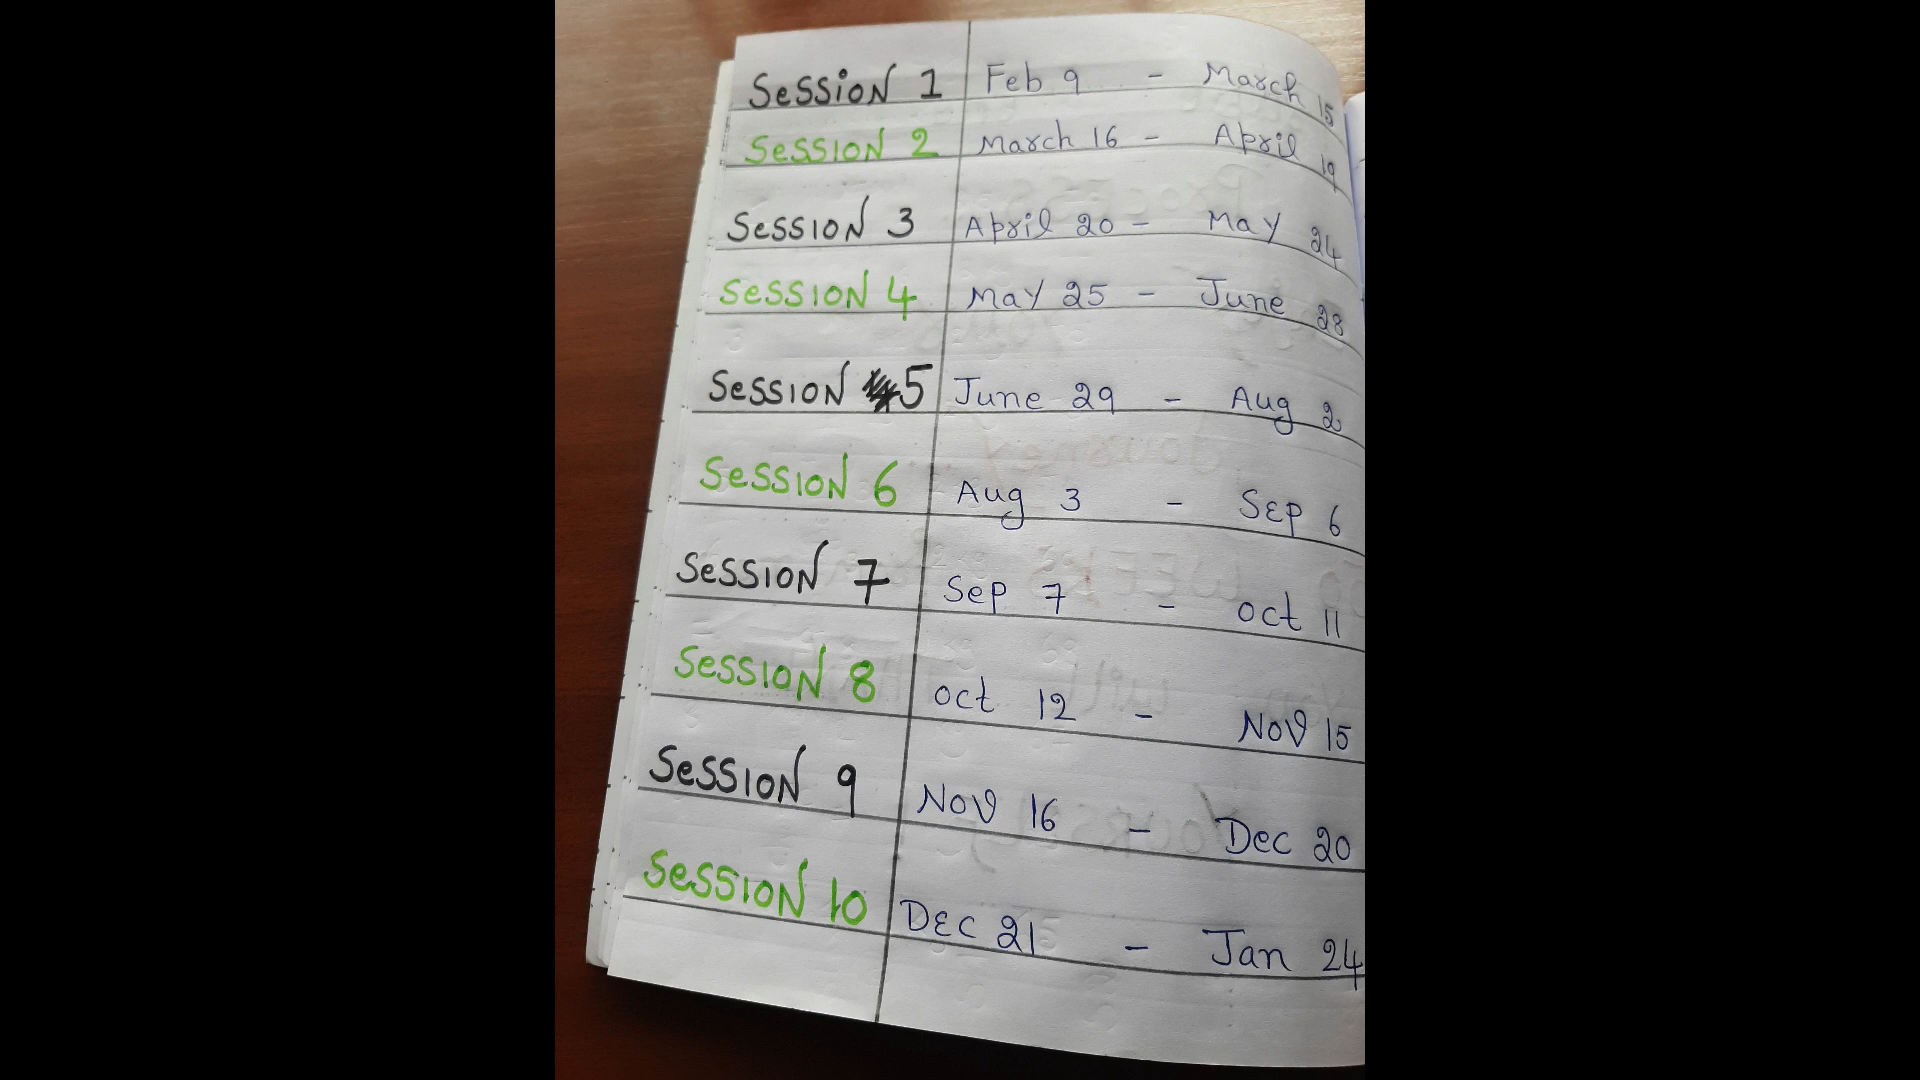 SESSION 1 Feb 9 - March 15
SESSION 2 March 16 - April 19
SESSION 3 April 20 - May 24
SESSION 4 May 25 - June 28
SESSION 5 June 29 - Aug 2
SESSION 6 Aug 3 - Sep 6
SESSION 7 Sep 7 - Oct 11
SESSION 8 Oct 12 - Nov 15
SESSION 9 Nov 16 - Dec 20
SESSION 10 Dec 21 - Jan 24